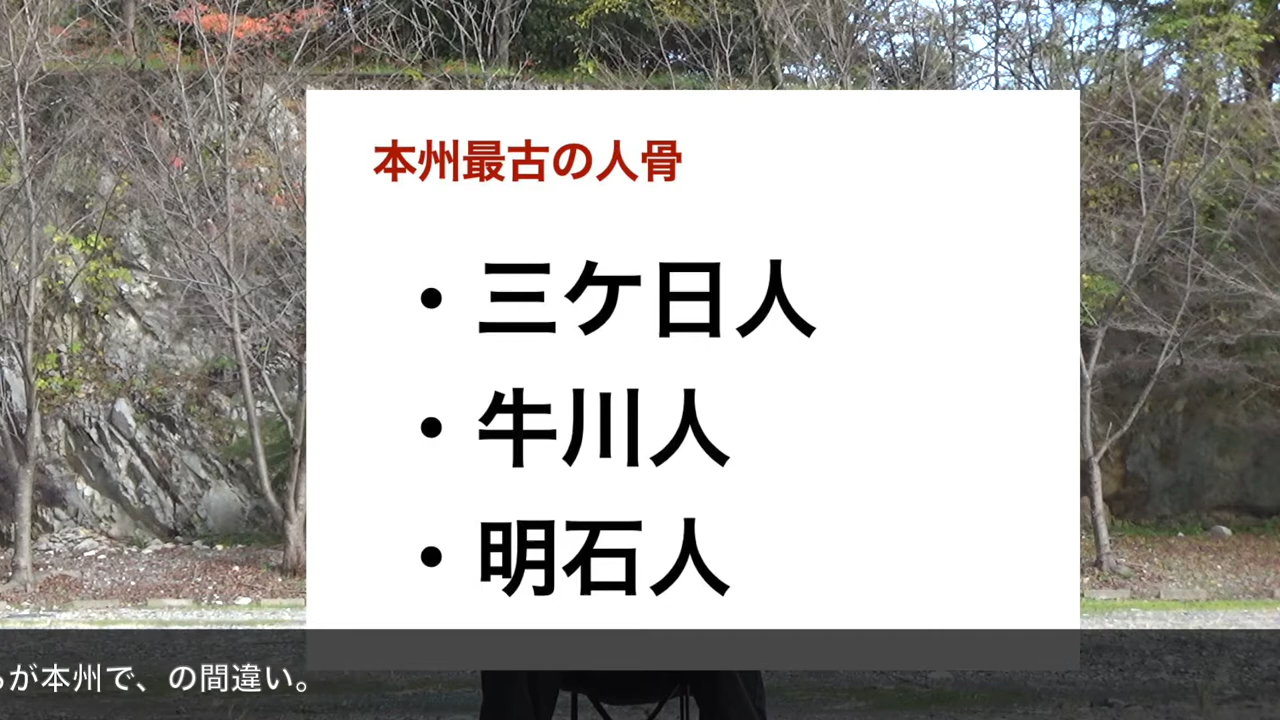 本州最古の人骨
・三ケ日人
・牛川人
・明石人
が本州で、の間違い。